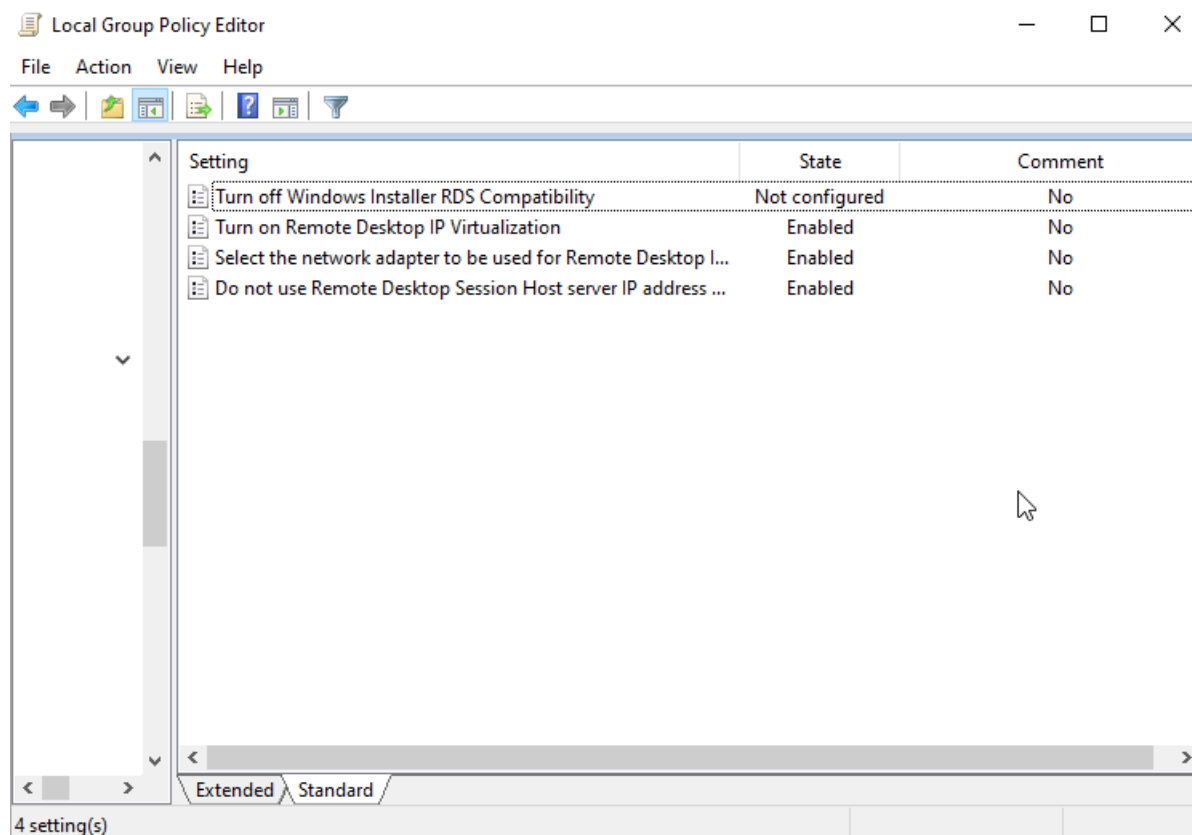 Local Group Policy Editor
File Action View Help
Setting State Comment
Turn off Windows Installer RDS Compatibility Not configured No
Turn on Remote Desktop IP Virtualization Enabled No
Select the network adapter to be used for Remote Desktop I... Enabled No
Do not use Remote Desktop Session Host server IP address ... Enabled No
Extended Standard
4 setting(s)